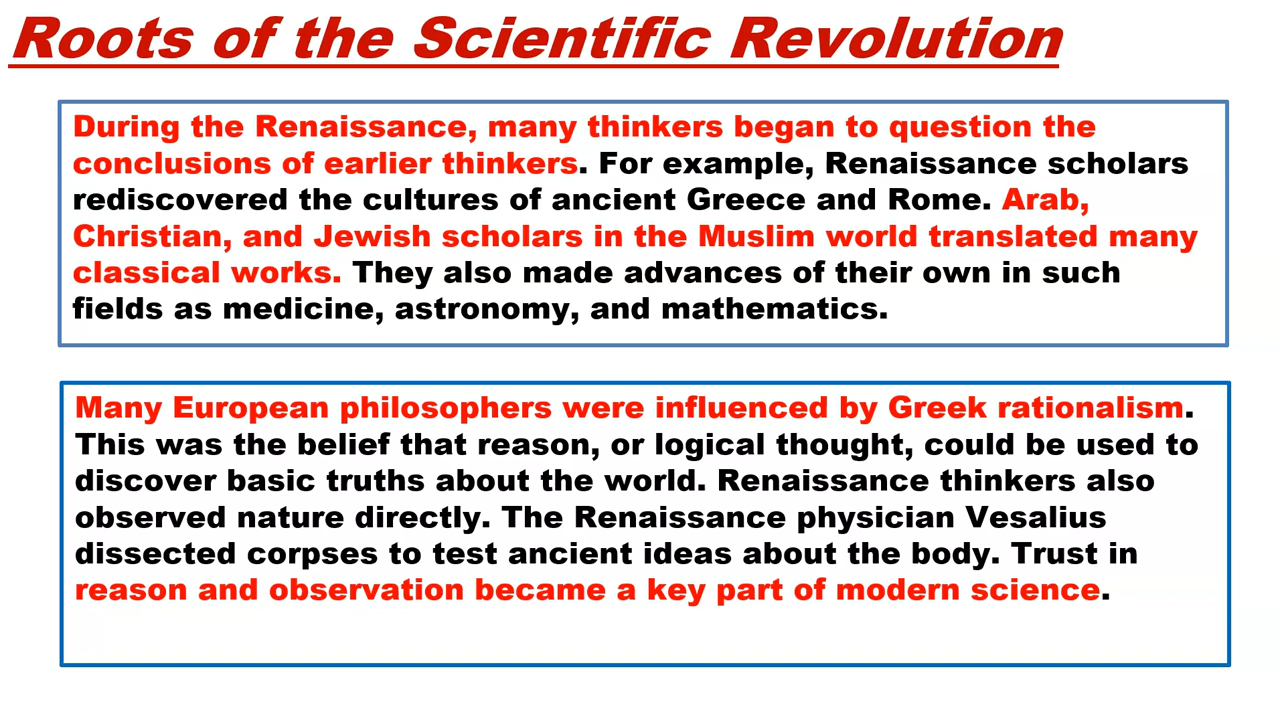 Roots of the Scientific Revolution
During the Renaissance, many thinkers began to question the
conclusions of earlier thinkers. For example, Renaissance scholars
rediscovered the cultures of ancient Greece and Rome. Arab,
Christian, and Jewish scholars in the Muslim world translated many
classical works. They also made advances of their own in such
fields as medicine, astronomy, and mathematics.
Many European philosophers were influenced by Greek rationalism.
This was the belief that reason, or logical thought, could be used to
discover basic truths about the world. Renaissance thinkers also
observed nature directly. The Renaissance physician Vesalius
dissected corpses to test ancient ideas about the body. Trust in
reason and observation became a key part of modern science.